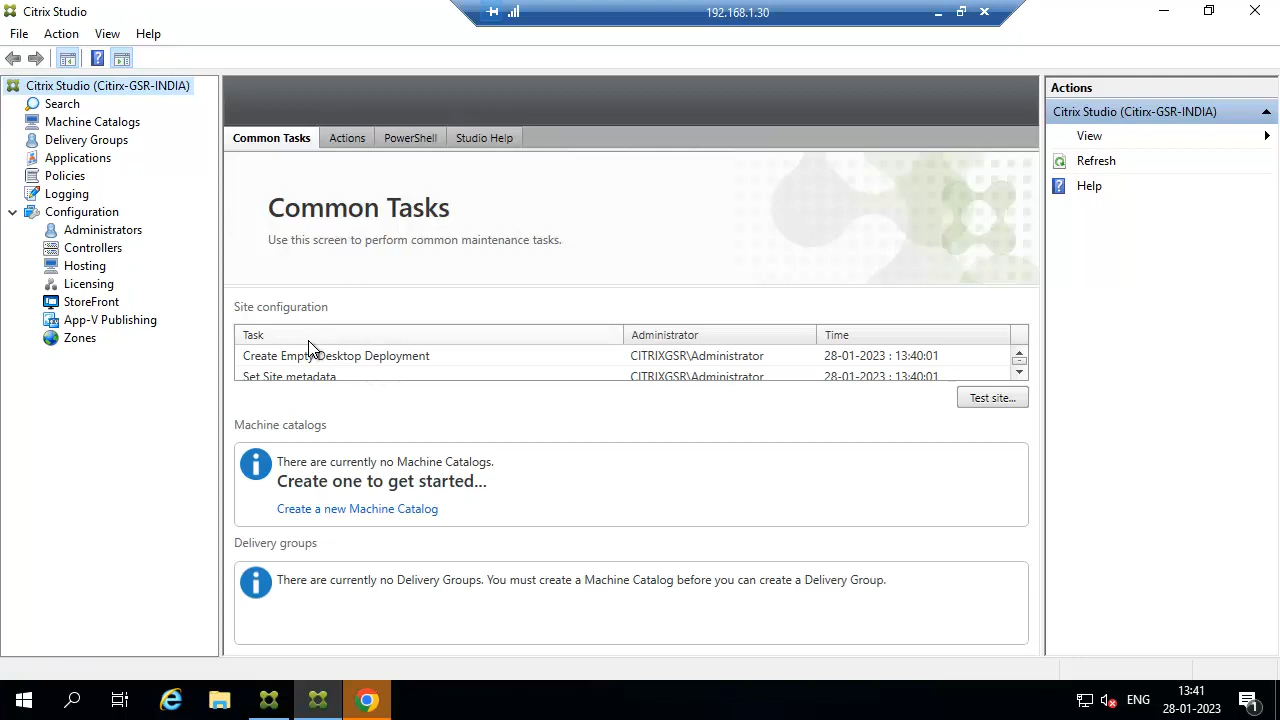 Citrix Studio
192.168.1.30
File Action View Help
Citrix Studio (Citirx-GSR-INDIA)
Search
Machine Catalogs
Delivery Groups
Applications
Policies
Logging
Configuration
Administrators
Controllers
Hosting
Licensing
StoreFront
App-V Publishing
Zones
Common Tasks Actions PowerShell Studio Help
Common Tasks
Use this screen to perform common maintenance tasks.
Site configuration
Task Administrator Time
Create Empty Desktop Deployment CITRIXGSR\Administrator 28-01-2023 : 13:40:01
Set Site metadata CITRIXGSR\Administrator 28-01-2023 : 13:40:01
Test site...
Machine catalogs
There are currently no Machine Catalogs.
Create one to get started...
Create a new Machine Catalog
Delivery groups
There are currently no Delivery Groups. You must create a Machine Catalog before you can create a Delivery Group.
Actions
Citrix Studio (Citirx-GSR-INDIA)
View
Refresh
Help
ENG
13:41
28-01-2023
1